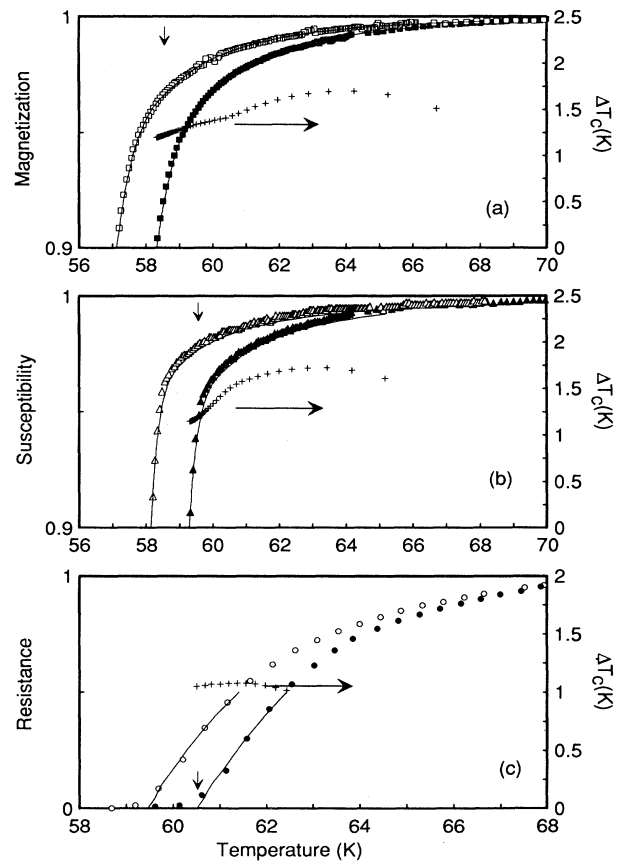 1
2.5
2
1.5
1
0.5
0
Magnetization
ΔTc(K)
(a)
0.9
56 58 60 62 64 66 68 70
1
2.5
2
1.5
1
0.5
0
Susceptibility
ΔTc(K)
(b)
0.9
56 58 60 62 64 66 68 70
1
2
1.5
1
0.5
0
Resistance
ΔTc(K)
(c)
0
58 60 62 64 66 68
Temperature (K)